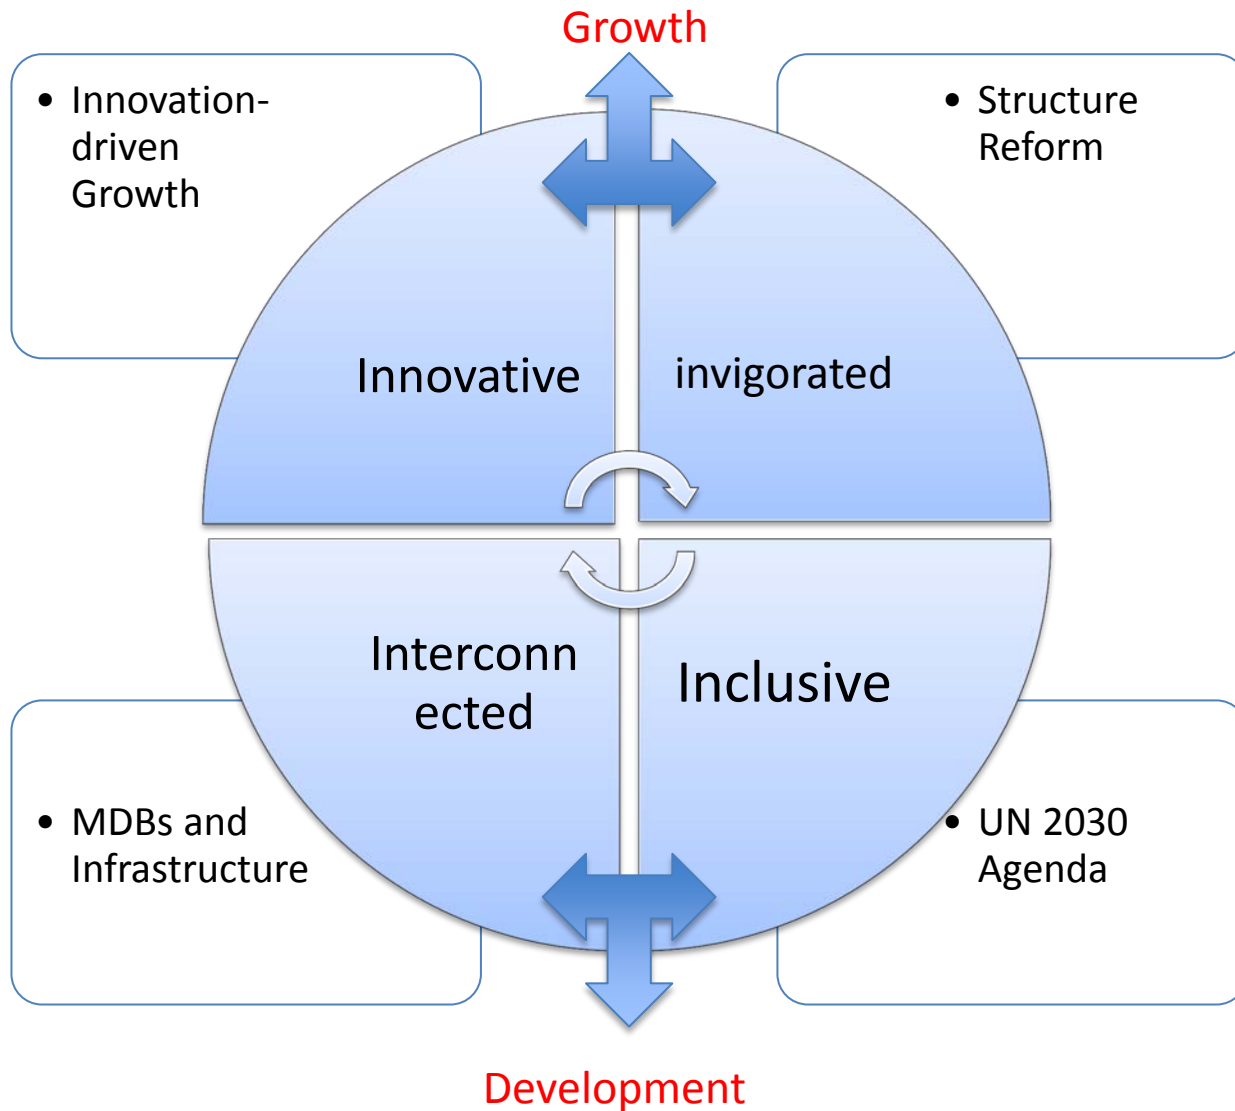 Growth
• Innovation-
driven
Growth
• Structure
Reform
Innovative
invigorated
Interconn
ected
Inclusive
• MDBs and
Infrastructure
• UN 2030
Agenda
Development